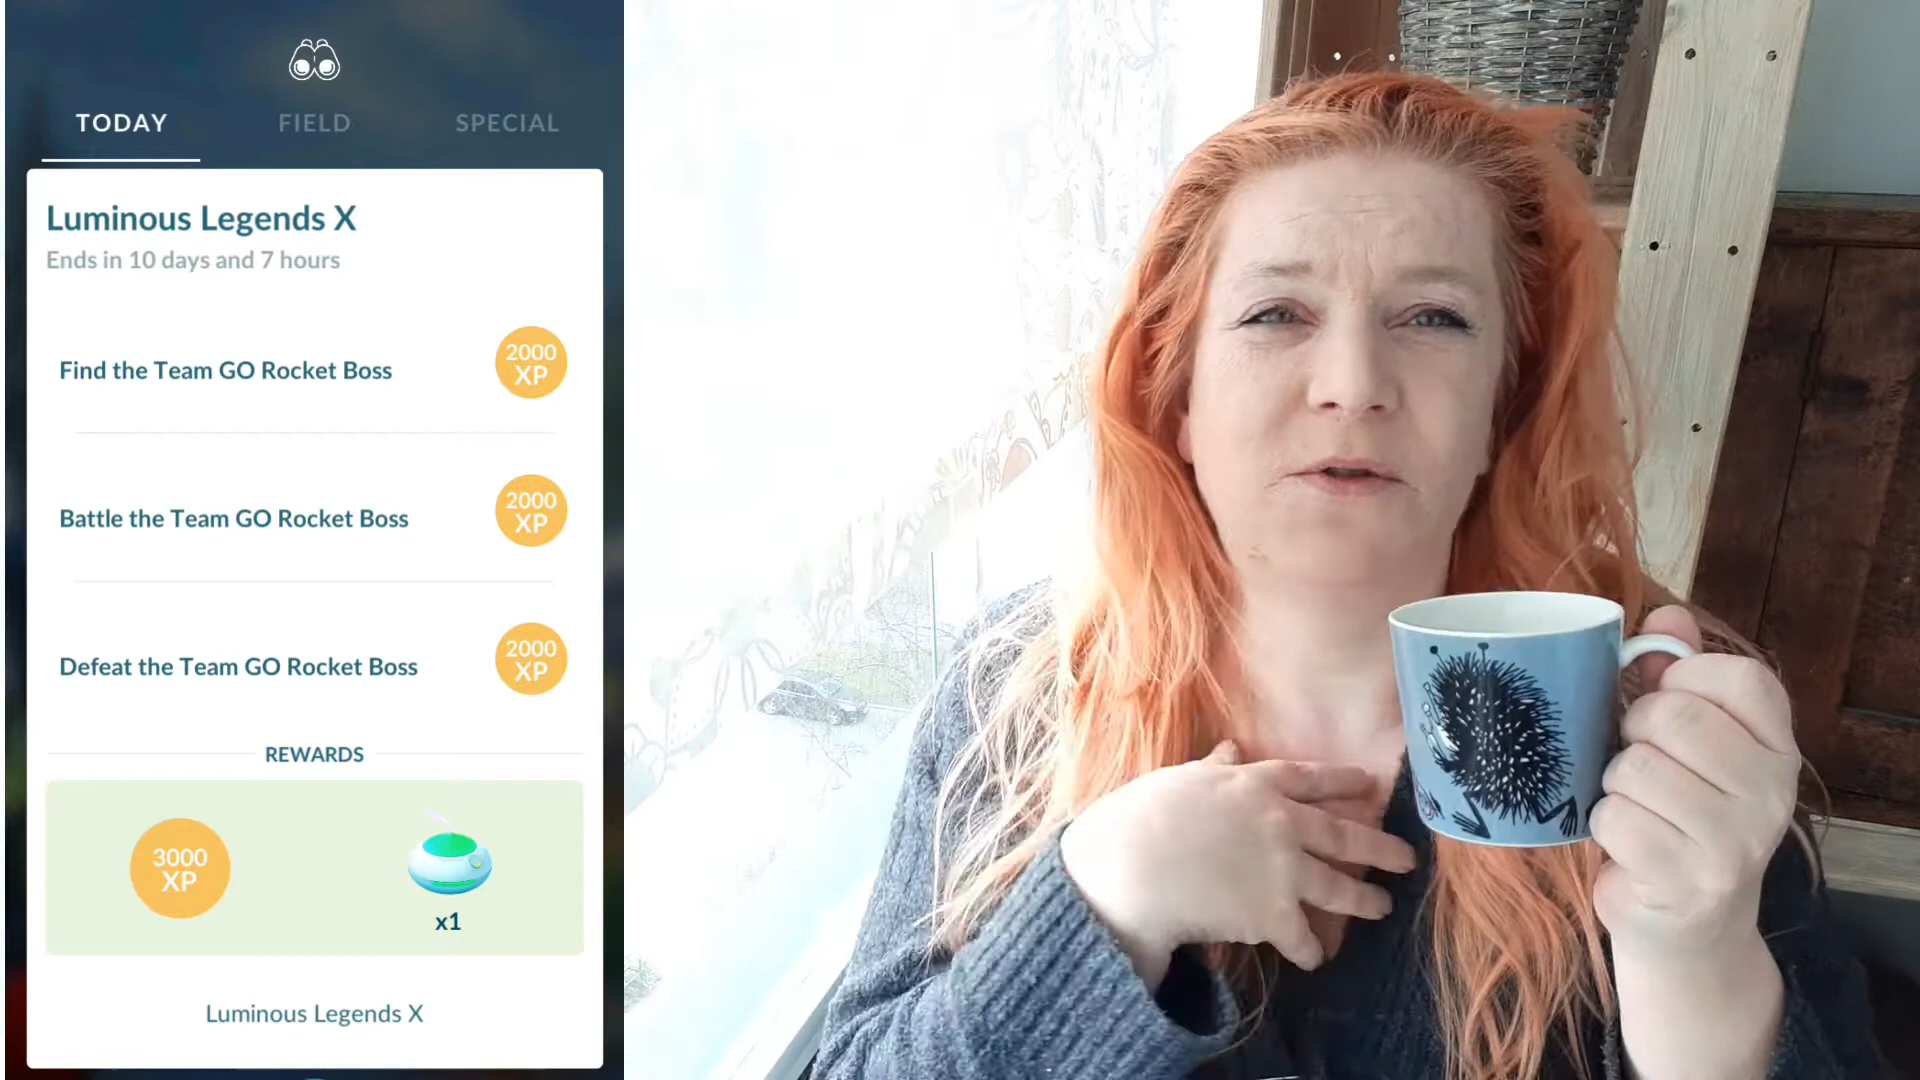 TODAY FIELD SPECIAL
Luminous Legends X
Ends in 10 days and 7 hours
Find the Team GO Rocket Boss
2000
XP
Battle the Team GO Rocket Boss
2000
XP
Defeat the Team GO Rocket Boss
2000
XP
REWARDS
3000
XP
x1
Luminous Legends X